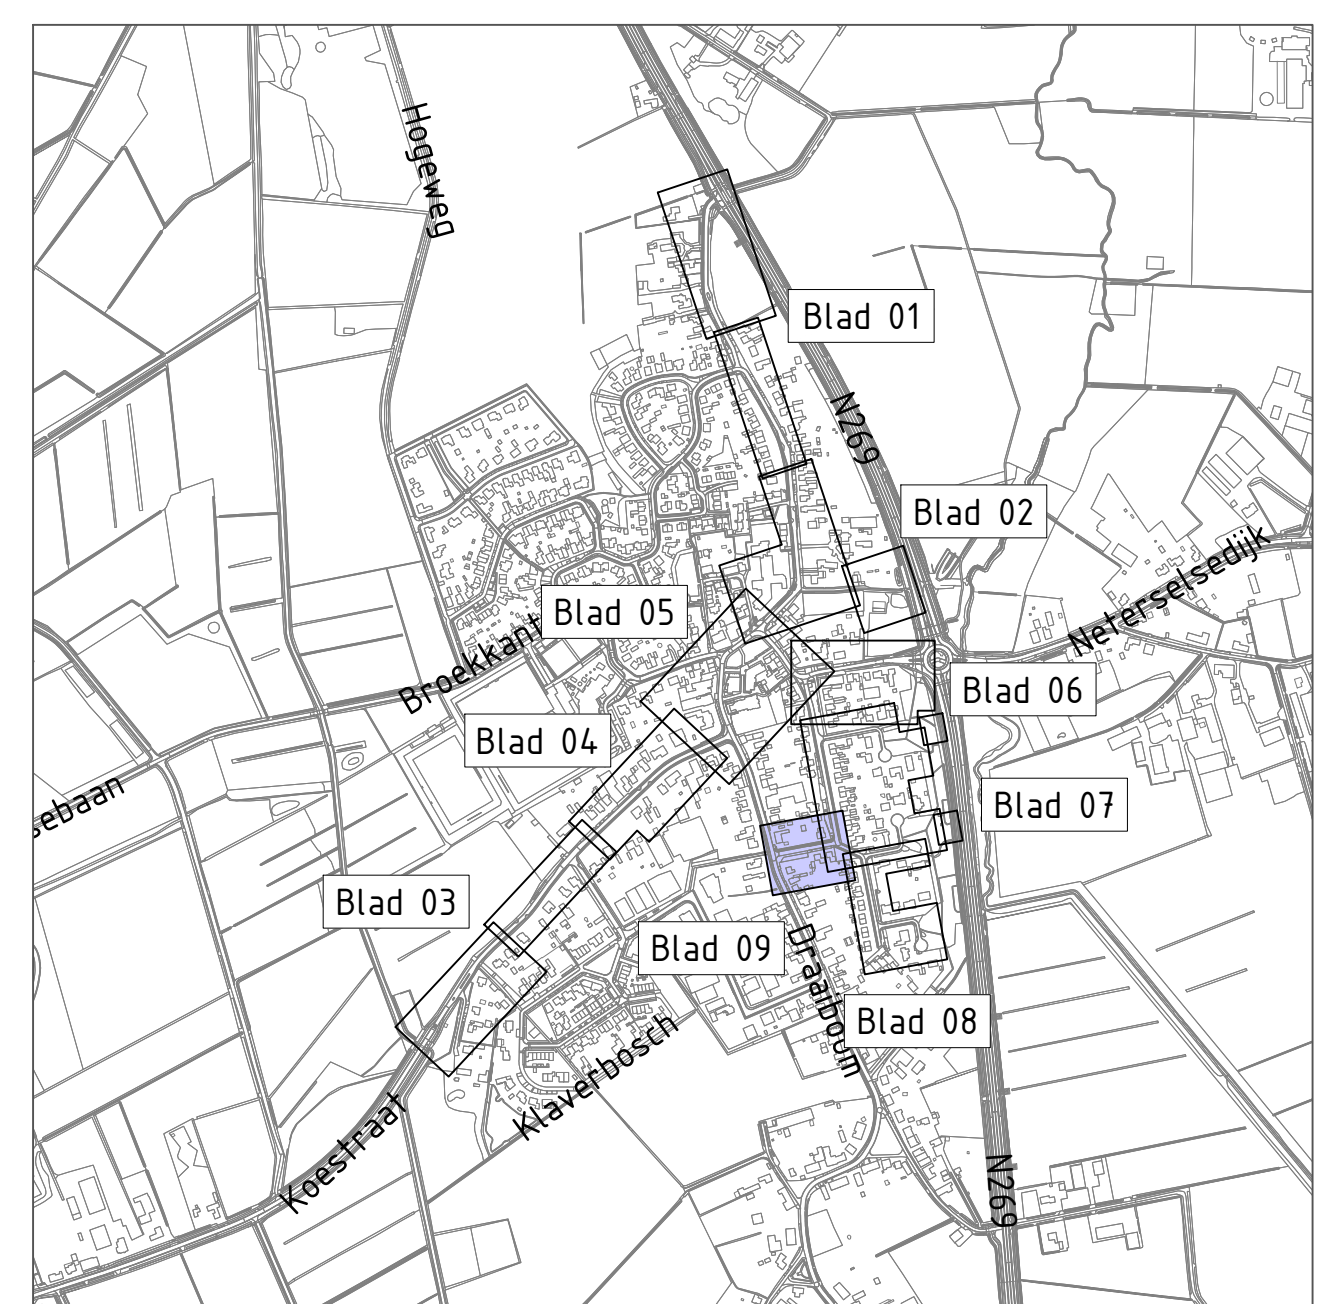 Hogeweg
Blad 01
N269
Blad 02
Neterselsedijk
Blad 05
Broekkant
Blad 06
Blad 04
sebaan
Blad 07
Blad 03
Blad 09
Draaiboom
Blad 08
Klaverbosch
Koestraat
N269